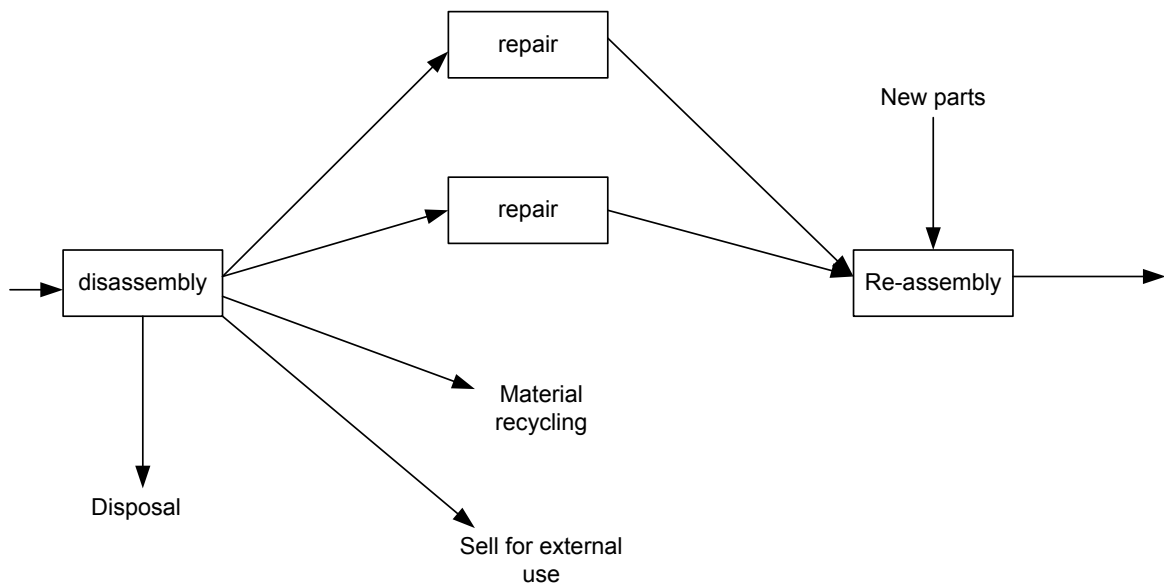 repair
New parts
repair
disassembly
Re-assembly
Material
recycling
Disposal
Sell for external
use